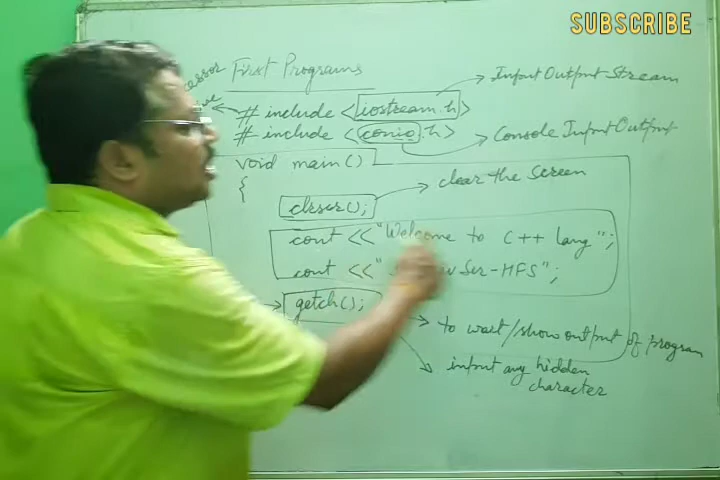 SUBSCRIBE
First Programs
# include <iostream.h>
Input Output Stream
# include <conio.h>
Console Input Output
void main()
{
clrscr();
clear the screen
cout <<"Welcome to C++ lang";
cout <<" Ser-HFS";
getch();
to wait/show output of program
input any hidden
character